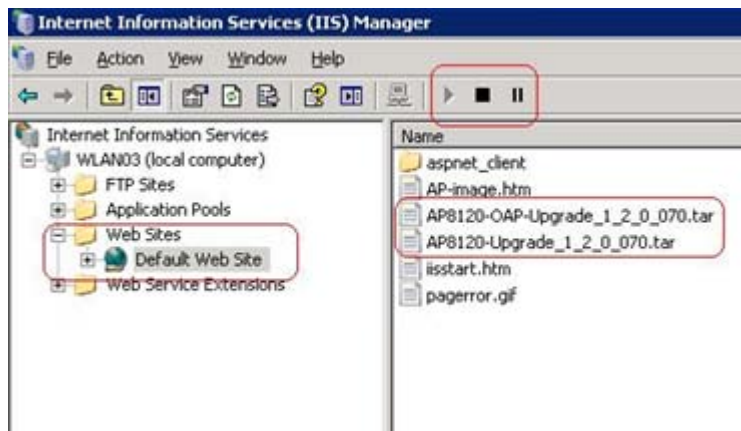 Internet Information Services (IIS) Manager
File Action View Window Help
Internet Information Services
WLAN03 (local computer)
FTP Sites
Application Pools
Web Sites
Default Web Site
Web Service Extensions
Name
aspnet_client
AP-image.htm
AP8120-OAP-Upgrade_1_2_0_070.tar
AP8120-Upgrade_1_2_0_070.tar
iisstart.htm
pagerror.gif